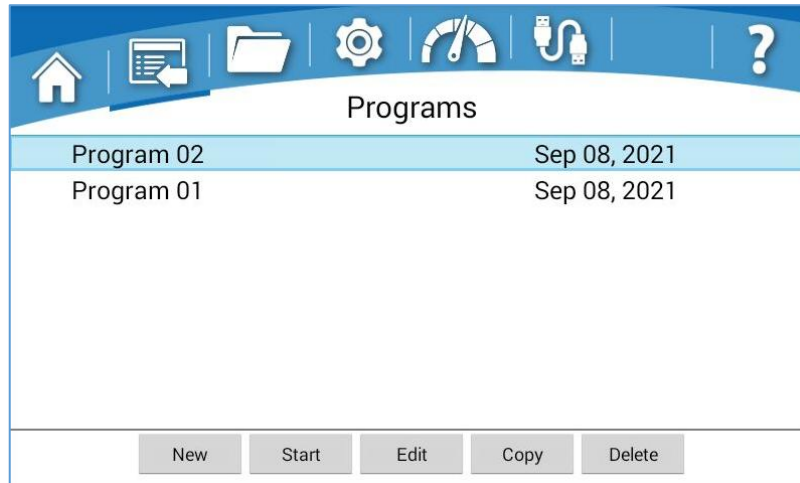 Programs
Program 02 Sep 08, 2021
Program 01 Sep 08, 2021
New Start Edit Copy Delete